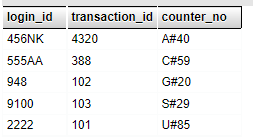 login_id transaction_id counter_no
456NK 4320 A#40
555AA 388 C#59
948 102 G#20
9100 103 S#29
2222 101 U#85